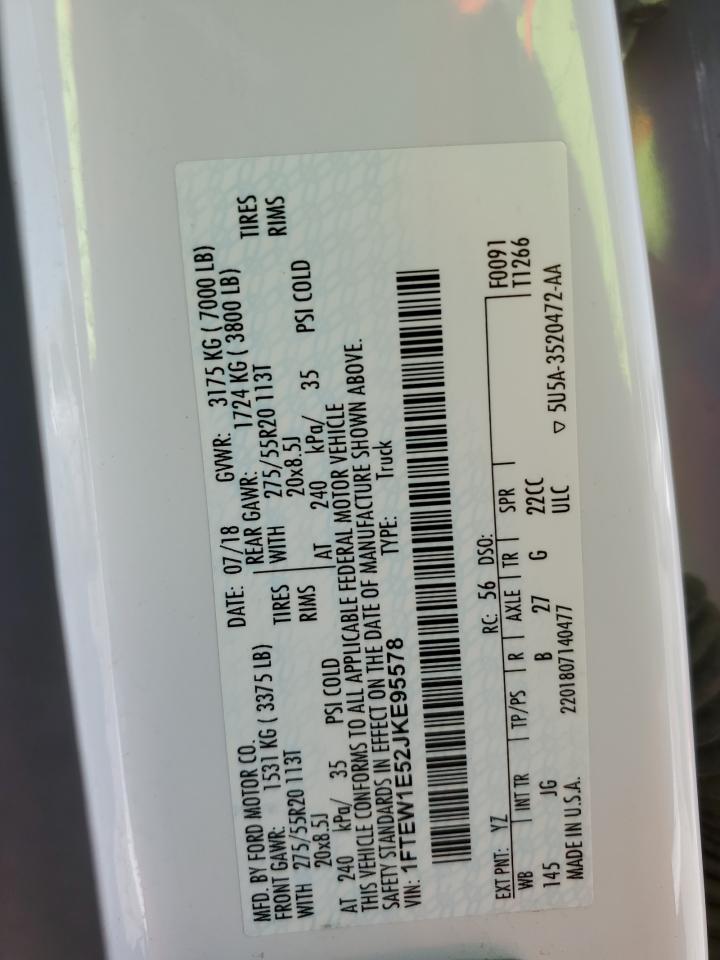 MFD. BY FORD MOTOR CO.
DATE: 07/18 GVWR: 3175 KG ( 7000 LB)
FRONT GAWR: 1531 KG ( 3375 LB) REAR GAWR: 1724 KG ( 3800 LB)
WITH 275/55R20 113T TIRES WITH 275/55R20 113T TIRES
20x8.5J RIMS 20x8.5J RIMS
AT 240 kPa/ 35 PSI COLD AT 240 kPa/ 35 PSI COLD
THIS VEHICLE CONFORMS TO ALL APPLICABLE FEDERAL MOTOR VEHICLE
SAFETY STANDARDS IN EFFECT ON THE DATE OF MANUFACTURE SHOWN ABOVE.
VIN: 1FTEW1E52JKE95578 TYPE: Truck
EXT PNT: YZ RC: 56 DSO:
WB INT TR TP/PS R AXLE TR SPR F0091
145 JG B 27 G 22CC T1266
MADE IN U.S.A. 2201807140477 ULC ▽ 5U5A-3520472-AA